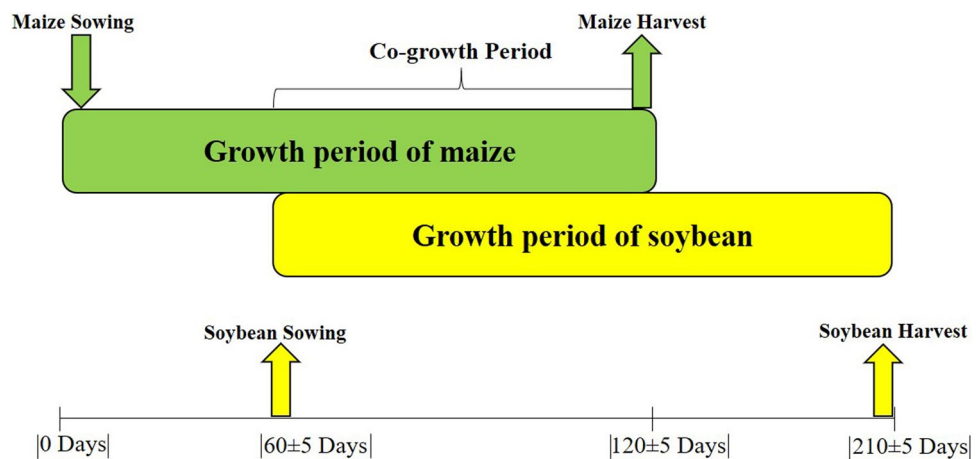 Maize Sowing
Maize Harvest
Co-growth Period
Growth period of maize
Growth period of soybean
Soybean Sowing
Soybean Harvest
|0 Days|
|60±5 Days|
|120±5 Days|
|210±5 Days|